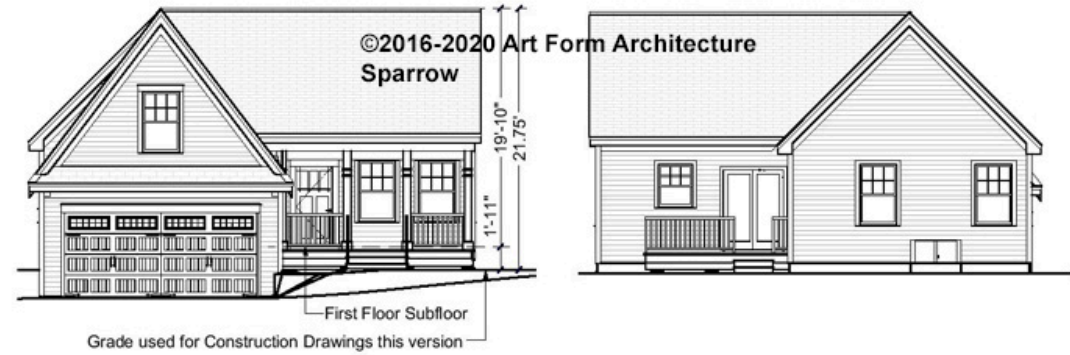 ©2016-2020 Art Form Architecture
Sparrow
19'-10"
21.75'
1'-11"
First Floor Subfloor
Grade used for Construction Drawings this version